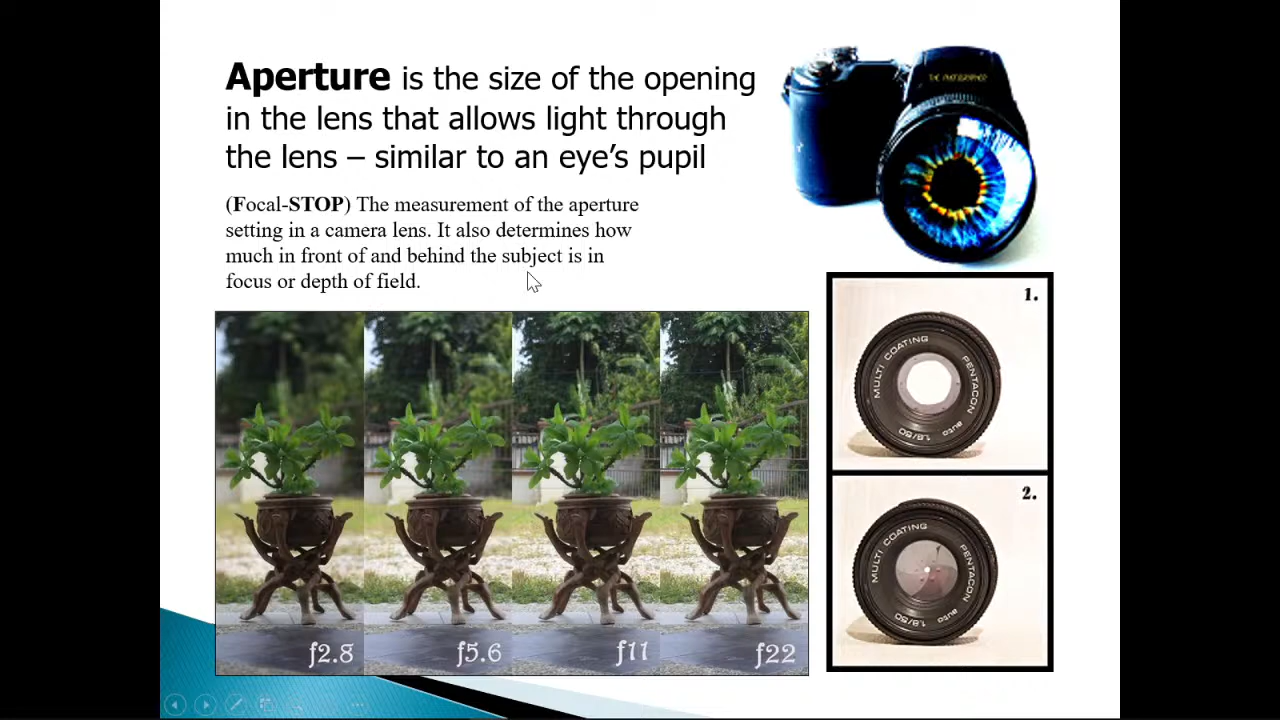 Aperture is the size of the opening
in the lens that allows light through
the lens – similar to an eye's pupil
(Focal-STOP) The measurement of the aperture
setting in a camera lens. It also determines how
much in front of and behind the subject is in
focus or depth of field.
THE PHOTOGRAPHER
1.
MULTI COATING
PENTACON
auto
1.8/50
2.
MULTI COATING
PENTACON
auto
1.8/50
f2.8
f5.6
f11
f22